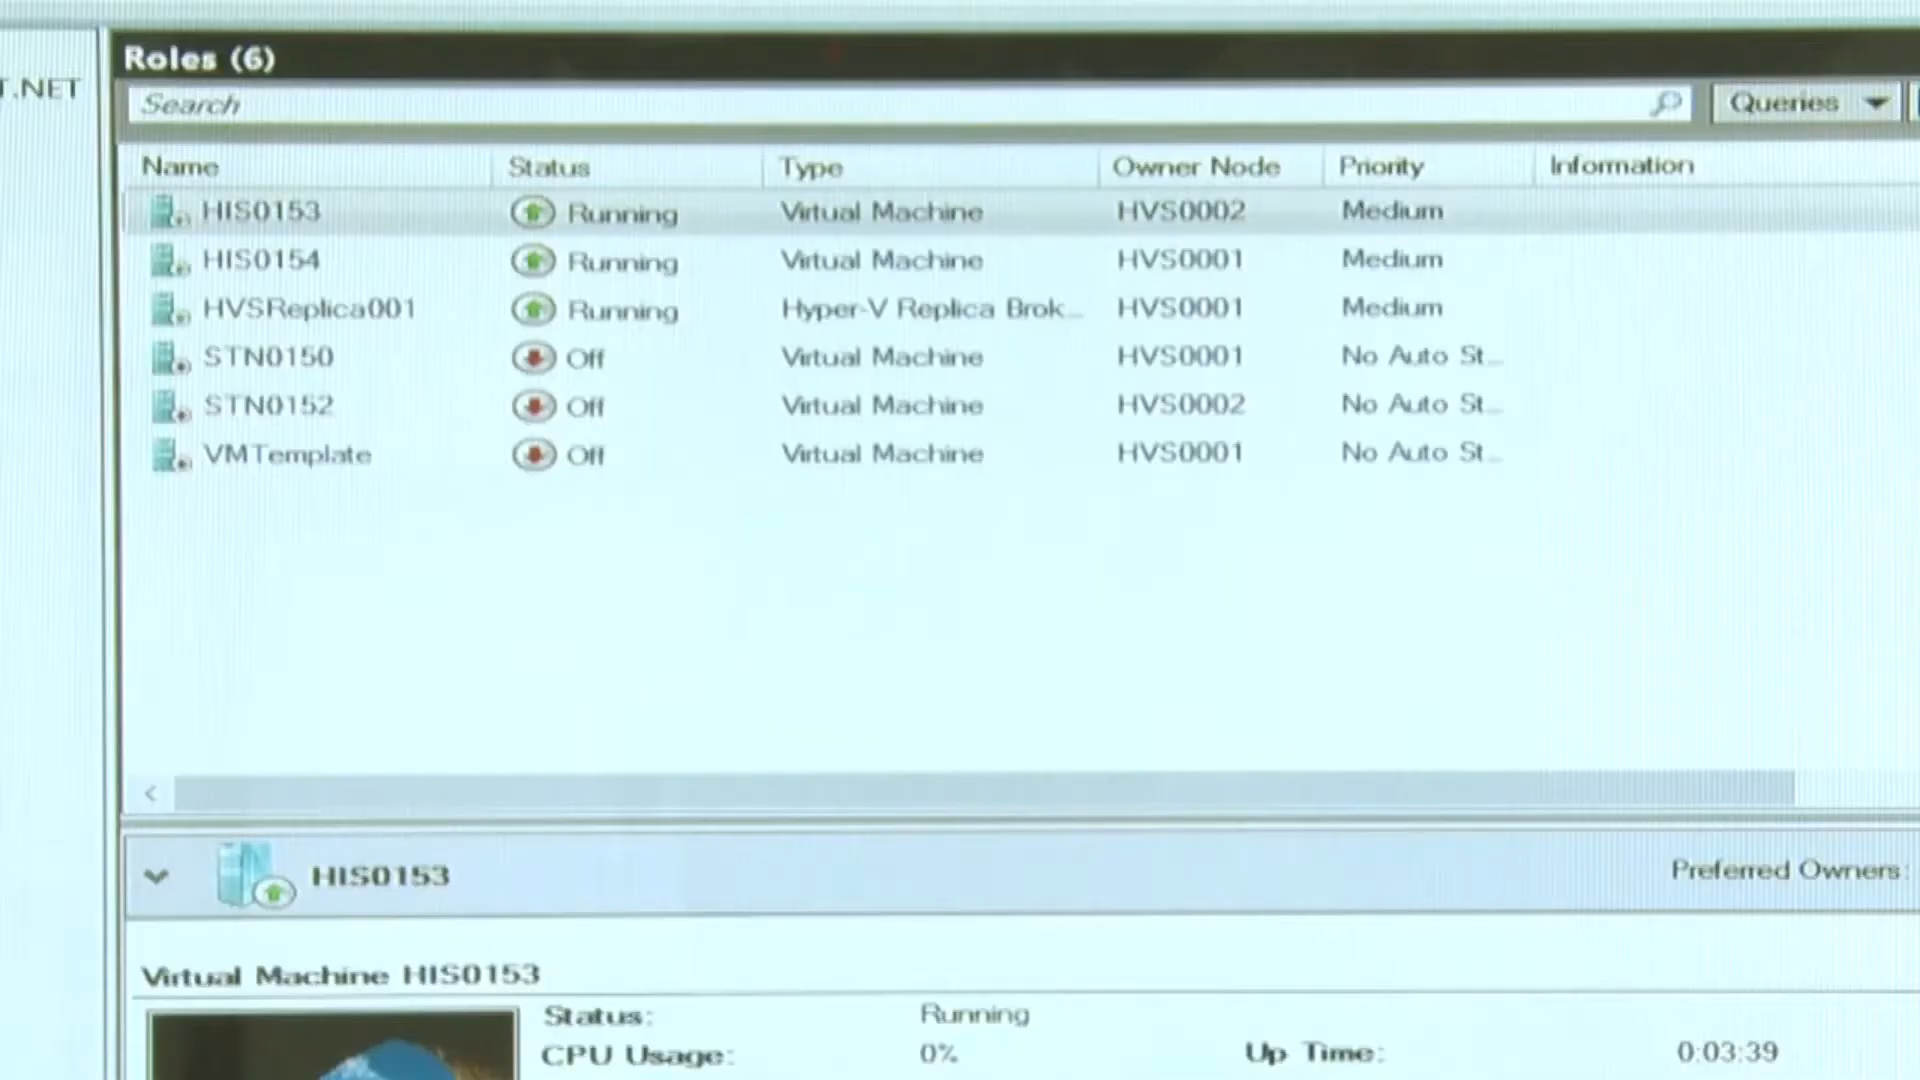 T.NET
Roles (6)
Search
Queries
Name Status Type Owner Node Priority Information
HIS0153 Running Virtual Machine HVS0002 Medium
HIS0154 Running Virtual Machine HVS0001 Medium
HVSReplica001 Running Hyper-V Replica Brok... HVS0001 Medium
STN0150 Off Virtual Machine HVS0001 No Auto St...
STN0152 Off Virtual Machine HVS0002 No Auto St...
VMTemplate Off Virtual Machine HVS0001 No Auto St...
HIS0153 Preferred Owners:
Virtual Machine HIS0153
Status: Running
CPU Usage: 0% Up Time: 0:03:39